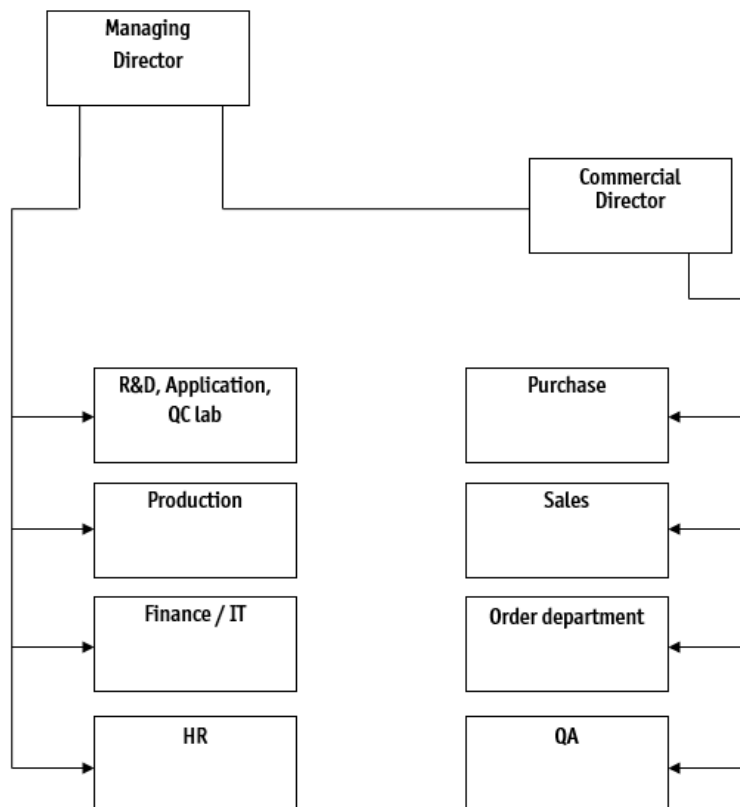 Managing
Director
Commercial
Director
R&D, Application,
QC lab
Purchase
Production
Sales
Finance / IT
Order department
HR
QA